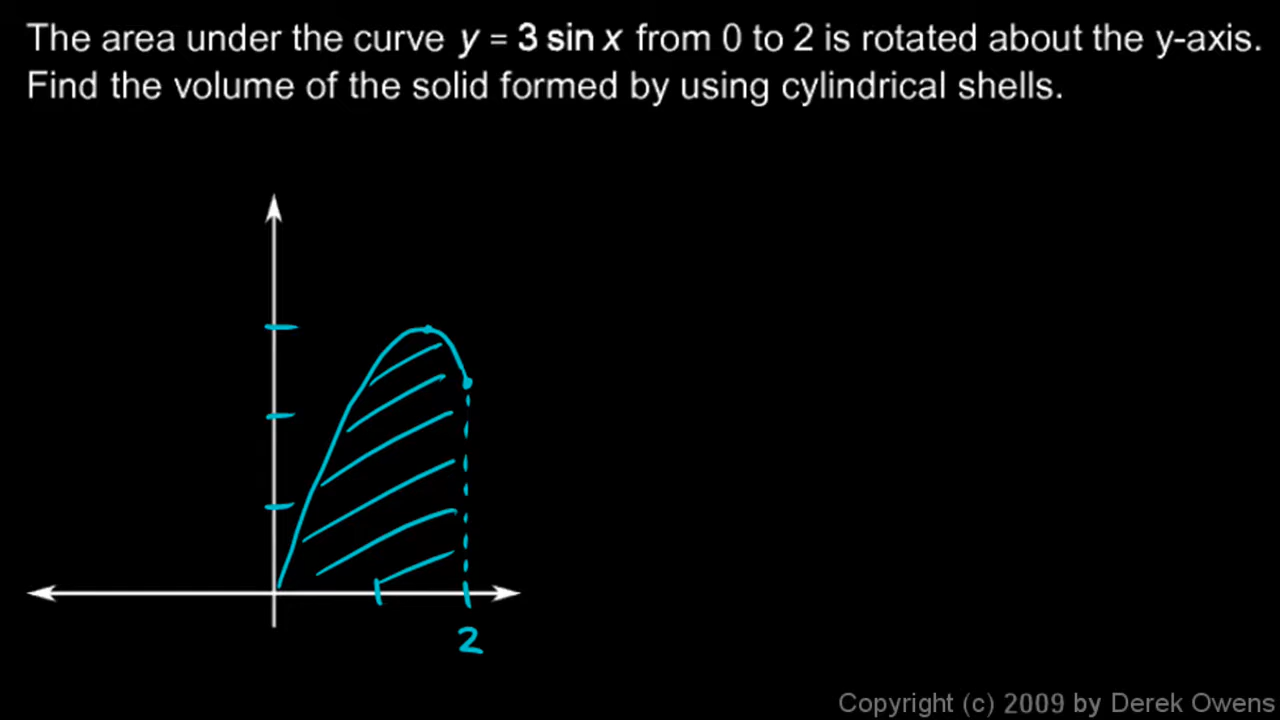 The area under the curve y = 3 sin x from 0 to 2 is rotated about the y-axis.
Find the volume of the solid formed by using cylindrical shells.
2
Copyright (c) 2009 by Derek Owens